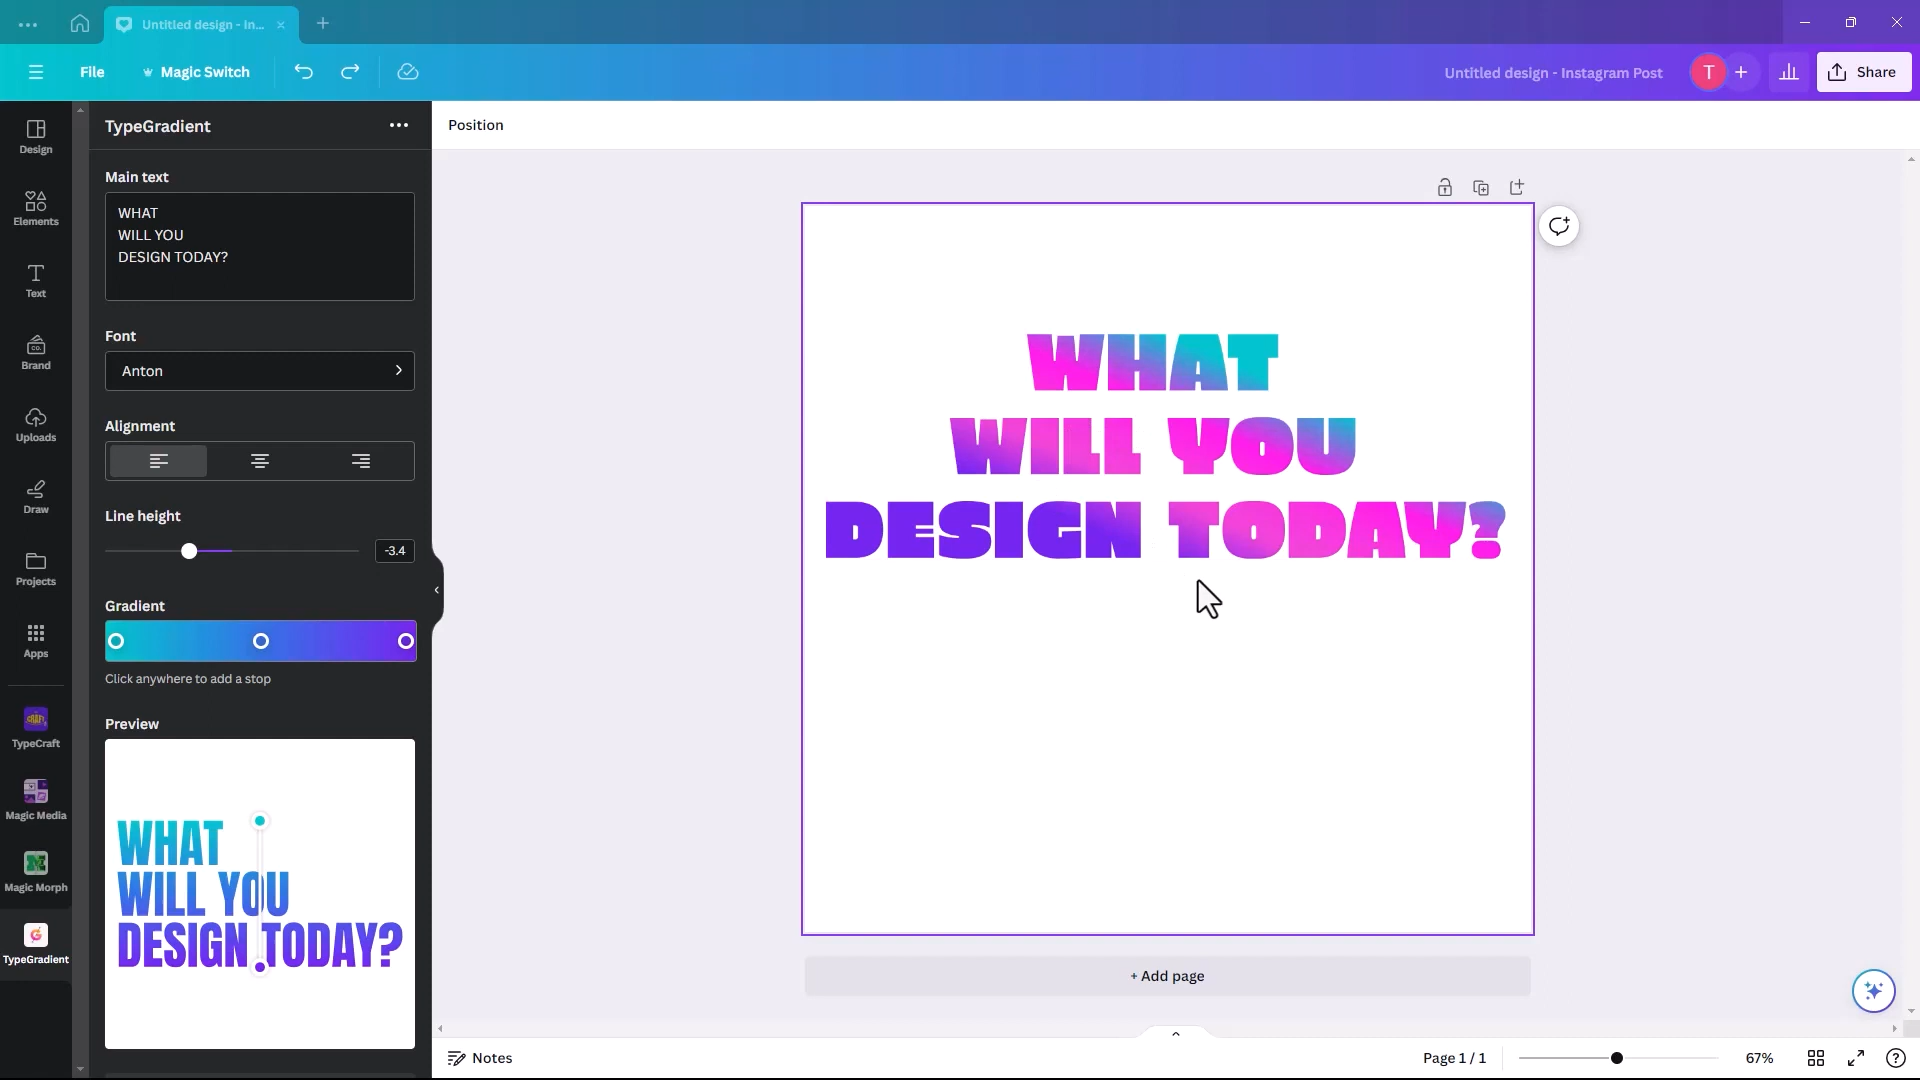 Untitled design - In...
File
Magic Switch
Untitled design - Instagram Post
T
Share
Design
Elements
Text
CO.
Brand
Uploads
Draw
Projects
Apps
CRAFT
TypeCraft
Magic Media
Magic Morph
TypeGradient
TypeGradient
Main text
WHAT
WILL YOU
DESIGN TODAY?
Font
Anton
Alignment
Line height
-3.4
Gradient
Click anywhere to add a stop
Preview
WHAT
WILL YOU
DESIGN TODAY?
Position
WHAT
WILL YOU
DESIGN TODAY?
+ Add page
Notes
Page 1 / 1
67%